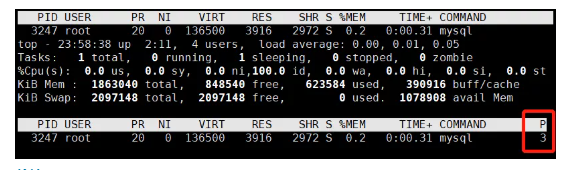 PID USER PR NI VIRT RES SHR S %MEM TIME+ COMMAND
3247 root 20 0 136500 3916 2972 S 0.2 0:00.31 mysql
top - 23:58:38 up 2:11, 4 users, load average: 0.00, 0.01, 0.05
Tasks: 1 total, 0 running, 1 sleeping, 0 stopped, 0 zombie
%Cpu(s): 0.0 us, 0.0 sy, 0.0 ni,100.0 id, 0.0 wa, 0.0 hi, 0.0 si, 0.0 st
KiB Mem : 1863040 total, 848540 free, 623584 used, 390916 buff/cache
KiB Swap: 2097148 total, 2097148 free, 0 used. 1078908 avail Mem
PID USER PR NI VIRT RES SHR S %MEM TIME+ COMMAND P
3247 root 20 0 136500 3916 2972 S 0.2 0:00.31 mysql 3